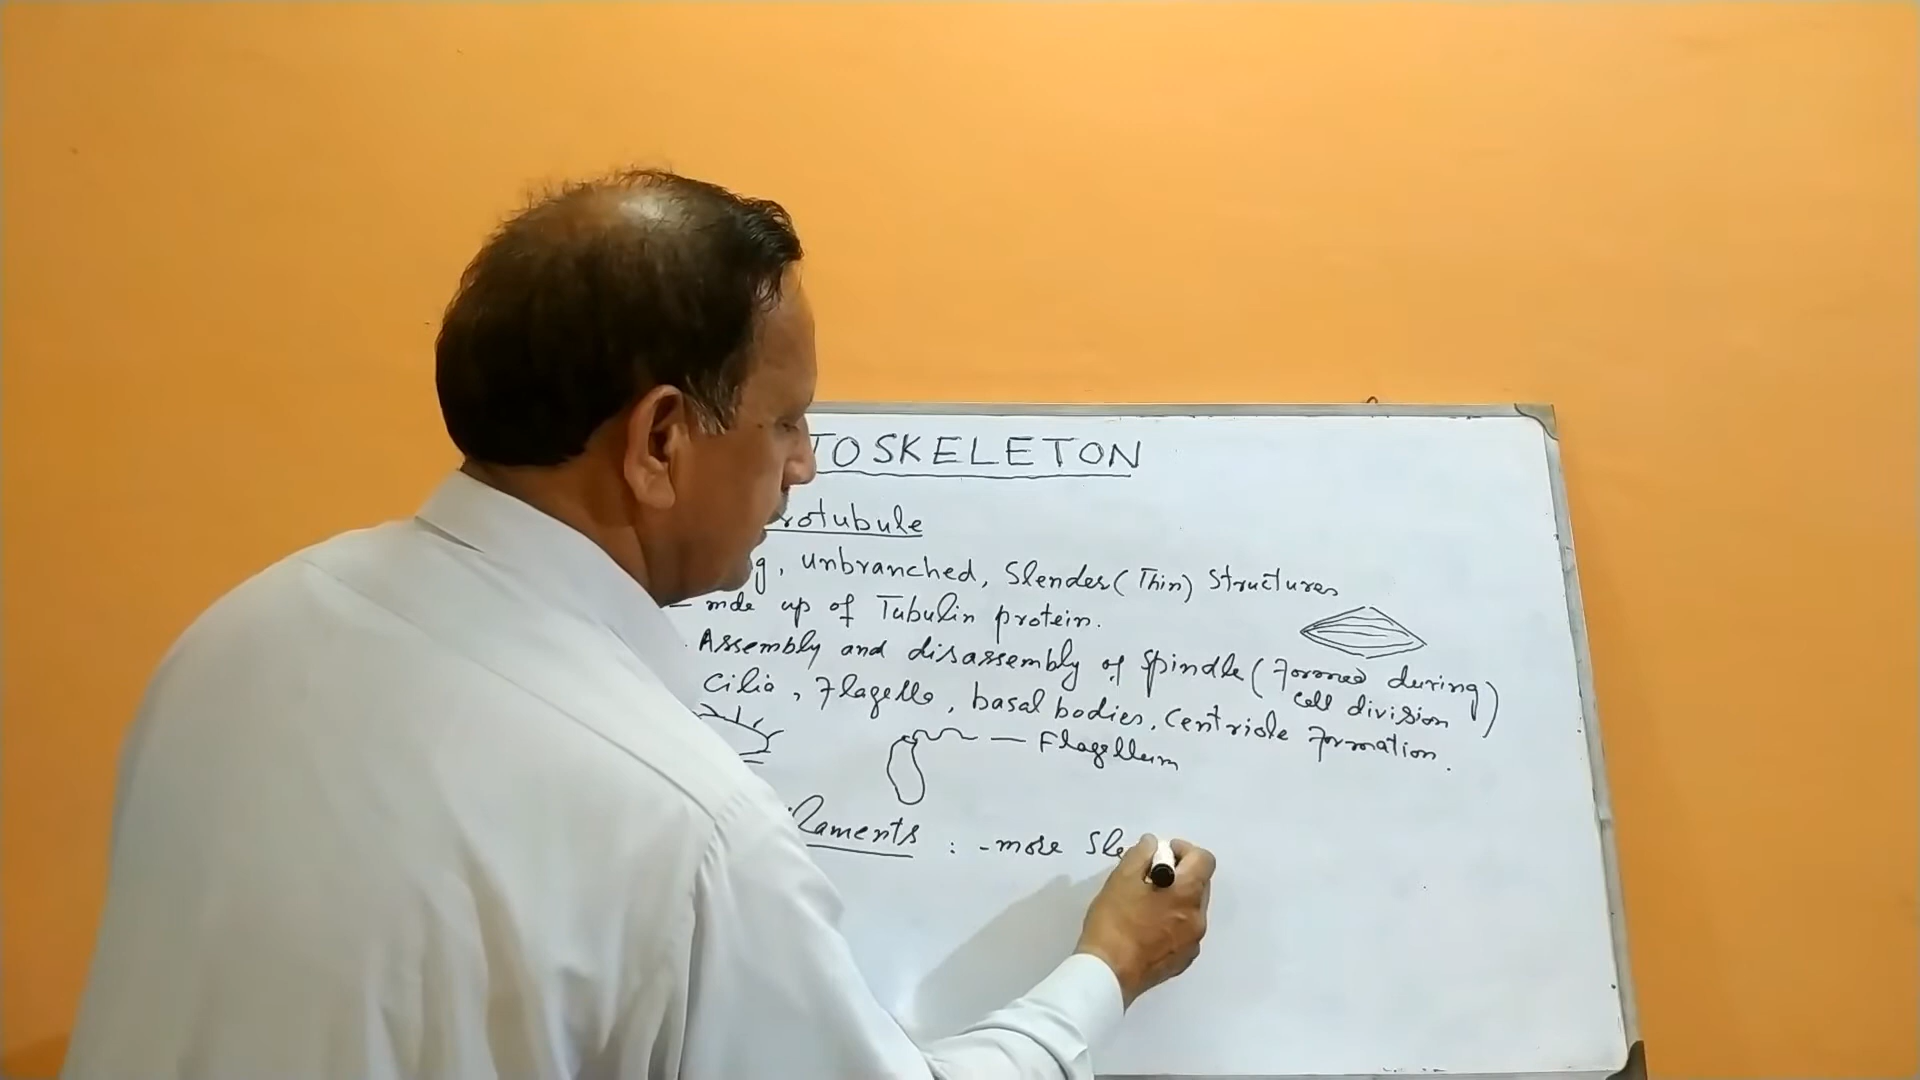 TOSKELETON
rotubule
g, unbranched, Slender (Thin) Structures
– mde up of Tubulin protein.
Assembly and disassembly of Spindle (Formed during
cell division)
Cilia, Flagella, basal bodies, Centriole Formation.
— Flagellum
laments : - more Sle